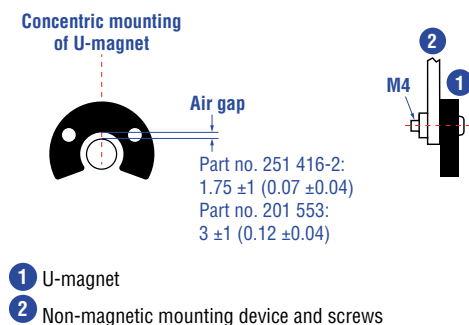 Concentric mounting
of U-magnet
Air gap
Part no. 251 416-2:
1.75 ±1 (0.07 ±0.04)
Part no. 201 553:
3 ±1 (0.12 ±0.04)
2
1
M4
1 U-magnet
2 Non-magnetic mounting device and screws